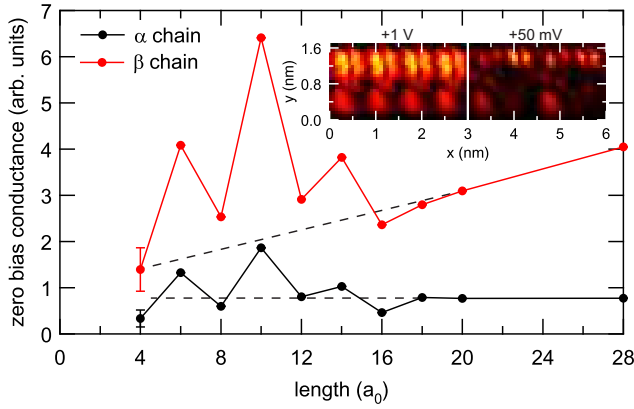 zero bias conductance (arb. units)
7
6
5
4
3
2
1
0
α chain
β chain
+1 V
+50 mV
y (nm)
1.6
0.8
0.0
0 1 2 3 4 5 6
x (nm)
0 4 8 12 16 20 24 28
length (a₀)